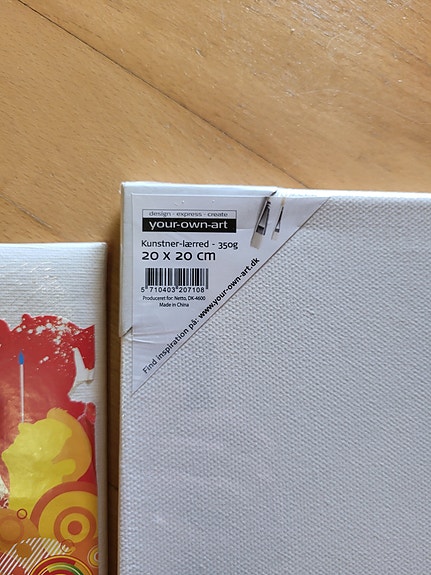 design · express · create
your-own-art
Kunstner-lærred - 350g
20 x 20 cm
5 710403 207108
Produceret for: Netto, DK-4600
Made in China
Find inspiration på: www.your-own-art.dk